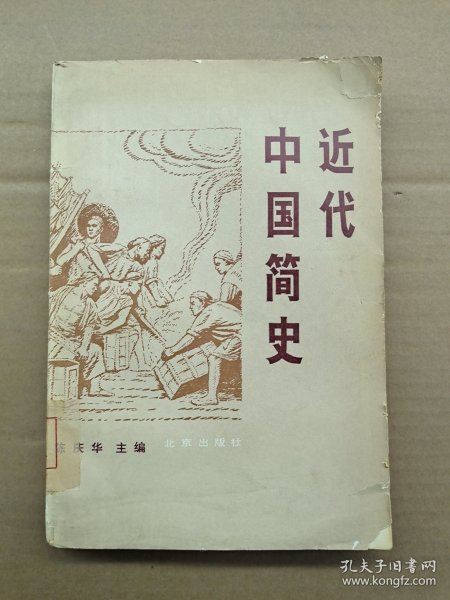 近代
中国简史
陈庆华 主编 北京出版社
孔夫子旧书网
www.kongfz.com